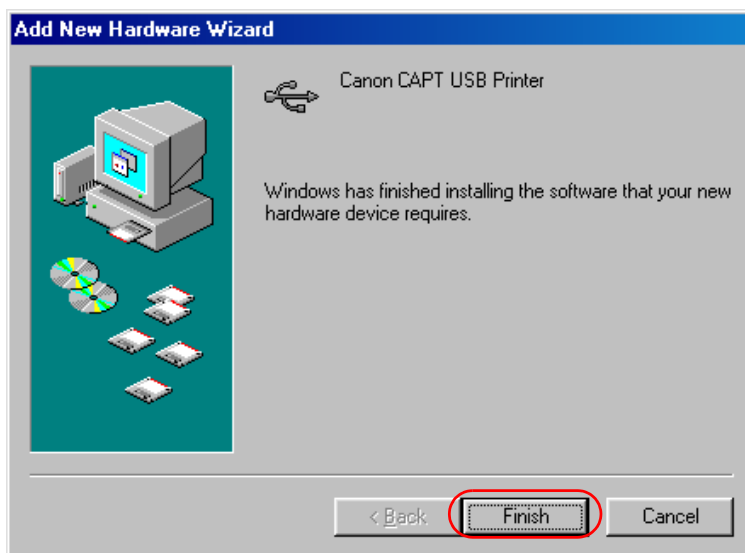 Add New Hardware Wizard
Canon CAPT USB Printer
Windows has finished installing the software that your new
hardware device requires.
< Back
Finish
Cancel